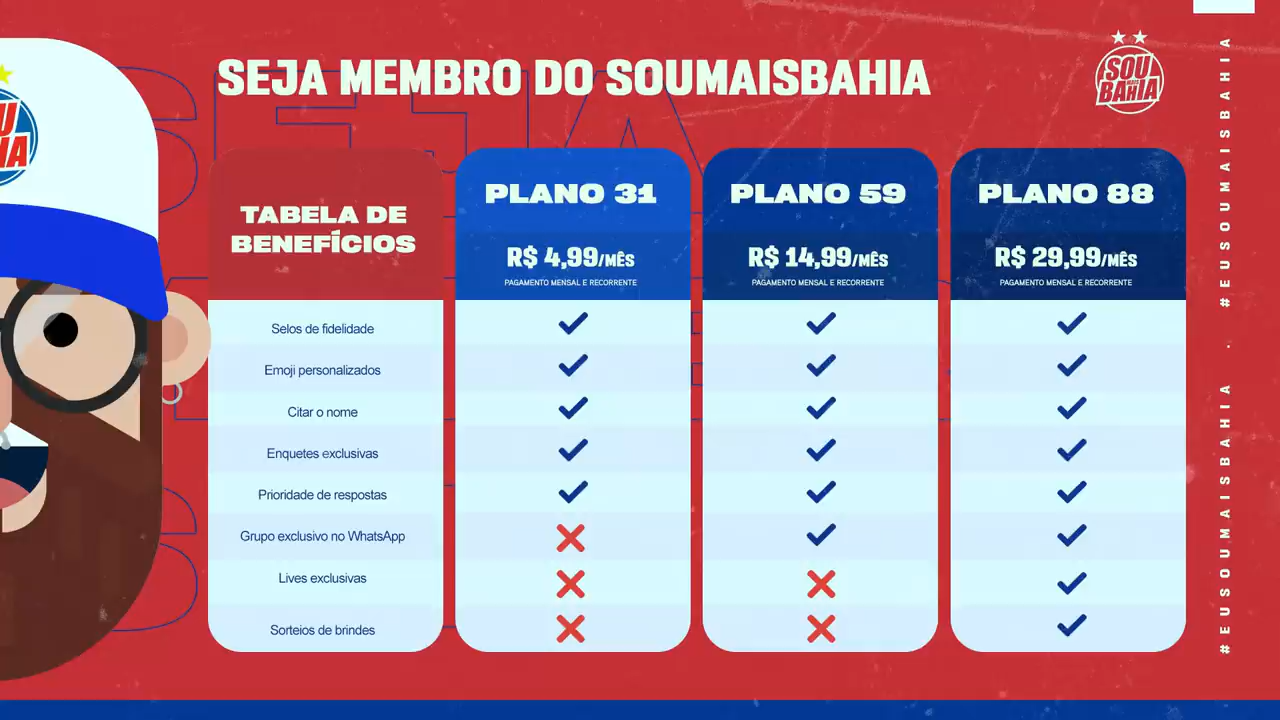 SEJA MEMBRO DO SOUMAISBAHIA
SOU
MAIS
BAHIA
TABELA DE
BENEFÍCIOS
PLANO 31
R$ 4,99/MÊS
PAGAMENTO MENSAL E RECORRENTE
PLANO 59
R$ 14,99/MÊS
PAGAMENTO MENSAL E RECORRENTE
PLANO 88
R$ 29,99/MÊS
PAGAMENTO MENSAL E RECORRENTE
Selos de fidelidade
Emoji personalizados
Citar o nome
Enquetes exclusivas
Prioridade de respostas
Grupo exclusivo no WhatsApp
Lives exclusivas
Sorteios de brindes
#EUSOUMAISBAHIA . #EUSOUMAISBAHIA
SEJA